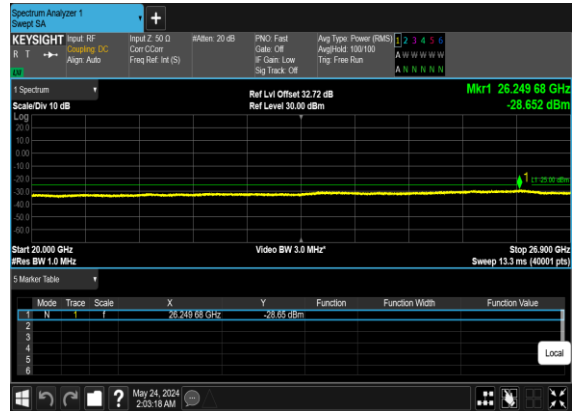 Spectrum Analyzer 1
Swept SA
+
KEYSIGHT
R T
Input: RF
Coupling: DC
Align: Auto
Input Z: 50 Ω
Corr CCorr
Freq Ref: Int (S)
#Atten: 20 dB
PNO: Fast
Gate: Off
IF Gain: Low
Sig Track: Off
Avg Type: Power (RMS)
Avg|Hold: 100/100
Trig: Free Run
1 2 3 4 5 6
A W W W W W
A N N N N N
1 Spectrum
Scale/Div 10 dB
Ref Lvl Offset 32.72 dB
Ref Level 30.00 dBm
Mkr1 26.249 68 GHz
-28.652 dBm
Log
20.0
10.0
0.00
-10.0
-20.0
-30.0
-40.0
-50.0
-60.0
1
L1 -25.00 dBm
Start 20.000 GHz
#Res BW 1.0 MHz
Video BW 3.0 MHz*
Stop 26.900 GHz
Sweep 13.3 ms (40001 pts)
5 Marker Table
Mode Trace Scale X Y Function Function Width Function Value
1 N 1 f 26.249 68 GHz -28.65 dBm
2
3
4
5
6
Local
?
May 24, 2024
2:03:18 AM